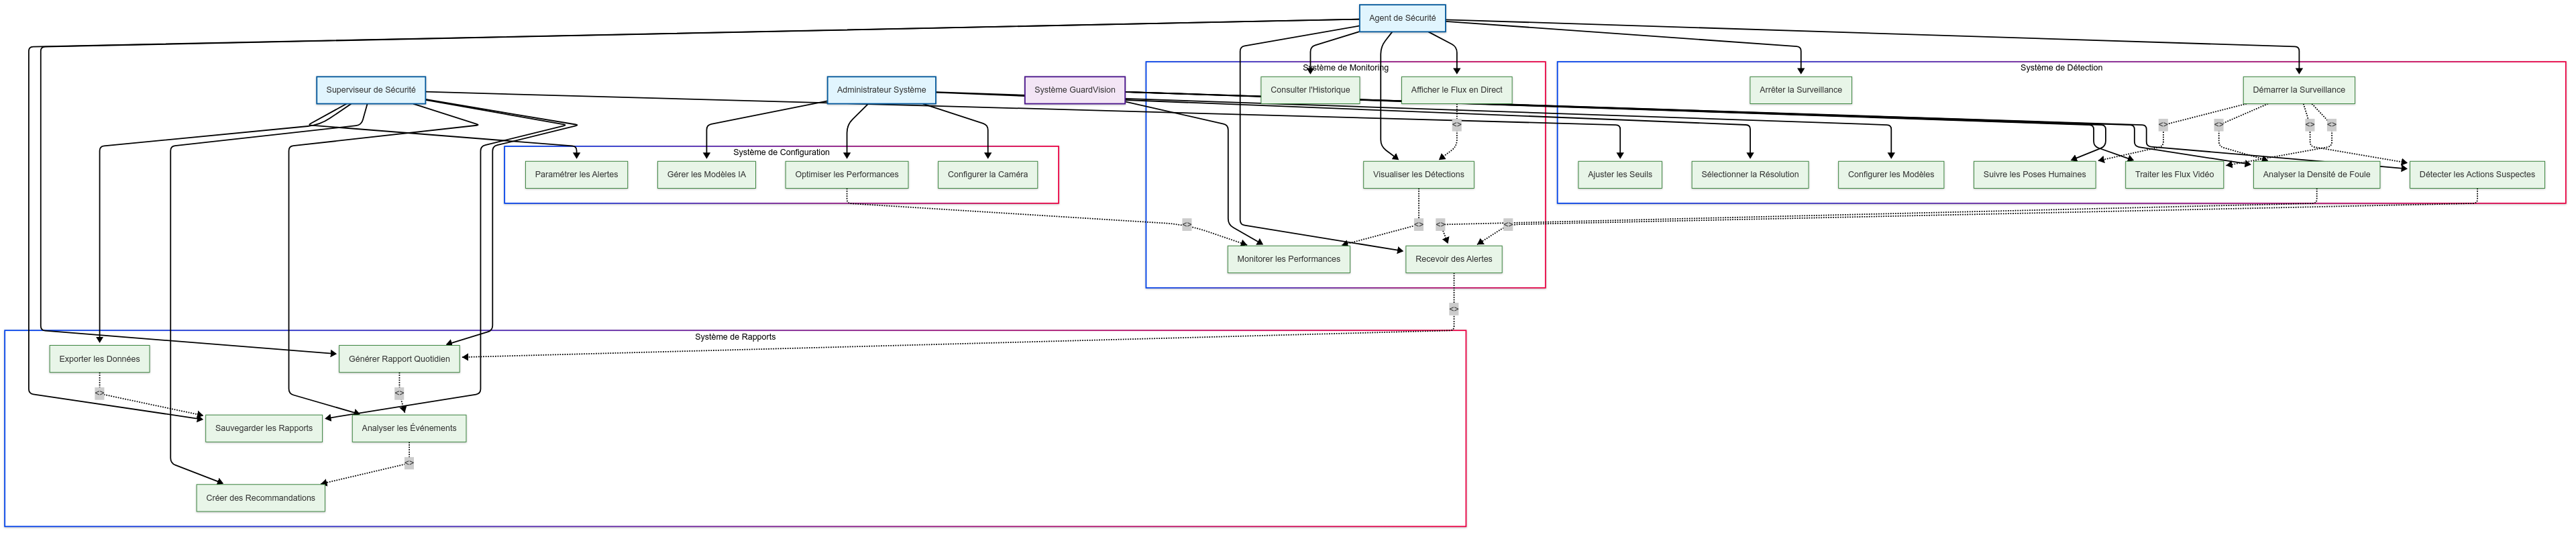 Agent de Sécurité
Système de Monitoring
Système de Détection
Superviseur de Sécurité
Administrateur Système
Système GuardVision
Consulter l'Historique
Afficher le Flux en Direct
Arrêter la Surveillance
Démarrer la Surveillance
<>
<>
<>
<>
<>
Système de Configuration
Paramétrer les Alertes
Gérer les Modèles IA
Optimiser les Performances
Configurer la Caméra
Visualiser les Détections
Ajuster les Seuils
Sélectionner la Résolution
Configurer les Modèles
Suivre les Poses Humaines
Traiter les Flux Vidéo
Analyser la Densité de Foule
Détecter les Actions Suspectes
<>
<>
<>
<>
Monitorer les Performances
Recevoir des Alertes
<>
Système de Rapports
Exporter les Données
Générer Rapport Quotidien
<>
<>
Sauvegarder les Rapports
Analyser les Événements
<>
Créer des Recommandations